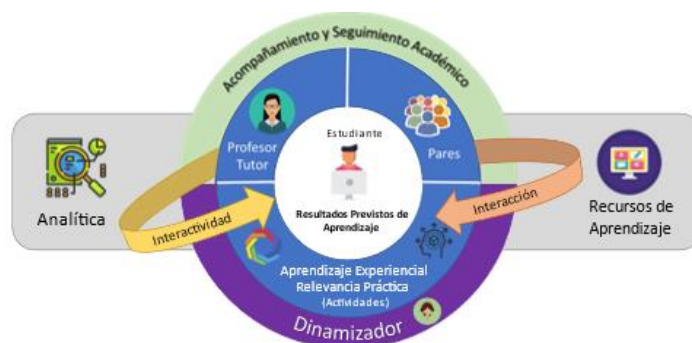 Acompañamiento y Seguimiento Académico
Estudiante
Profesor
Tutor
Pares
Resultados Previstos de
Aprendizaje
Analítica
888
Interactividad
Interacción
Recursos de
Aprendizaje
Aprendizaje Experiencial
Relevancia Práctica
(Actividades)
Dinamizador